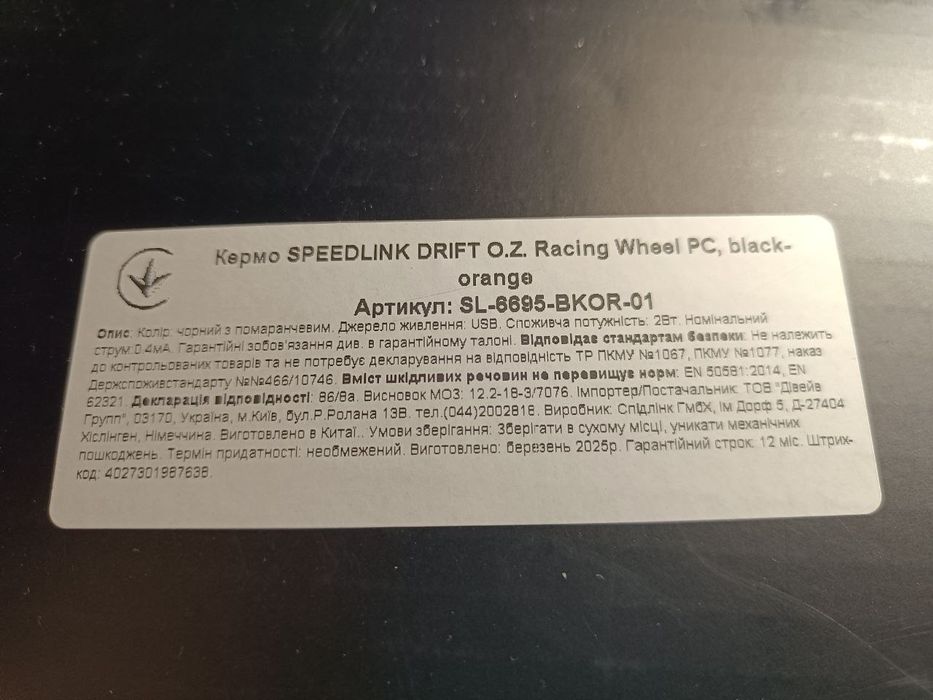 Кермо SPEEDLINK DRIFT O.Z. Racing Wheel PC, black-
orange
Артикул: SL-6695-BKOR-01
Опис. Колір: чорний з помаранчевим. Джерело живлення: USB. Споживча потужність: 2Вт. Номінальний
струм:0.4мА. Гарантійні зобов'язання див. в гарантійному талоні. Відповідає стандартам безпеки: Не належить
до контрольованих товарів та не потребує декларування на відповідність ТР ПКМУ №1067, ПКМУ №1077, наказ
Держспоживстандарту №№466/10746. Вміст шкідливих речовин не перевищує норм: EN 50581:2014, EN
62321. Декларація відповідності: 86/8а. Висновок МОЗ: 12.2-18-3/7076. Імпортер/Постачальник: ТОВ "Дівейв
Групп", 03170, Україна, м.Київ, бул.Р.Ролана 13В. тел.(044)2002816. Виробник: Спідлінк ГмбХ, Ім Дорф 5, Д-27404
Хіслінген, Німеччина. Виготовлено в Китаї.. Умови зберігання: Зберігати в сухому місці, уникати механічних
пошкоджень. Термін придатності: необмежений. Виготовлено: березень 2025р. Гарантійний строк: 12 міс. Штрих-
код: 4027301987638.